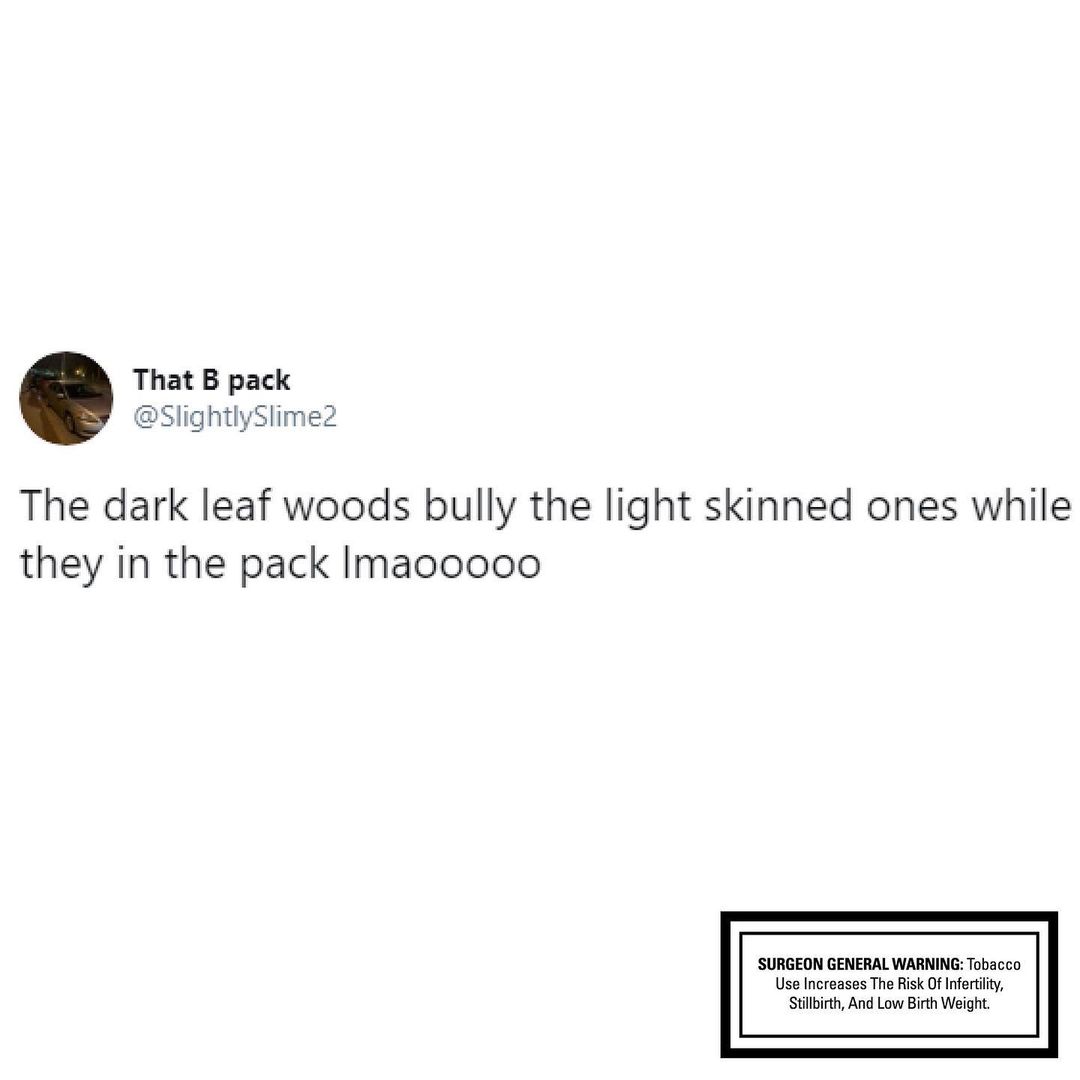 That B pack
@SlightlySlime2
The dark leaf woods bully the light skinned ones while
they in the pack lmaooooo
SURGEON GENERAL WARNING: Tobacco
Use Increases The Risk Of Infertility,
Stillbirth, And Low Birth Weight.